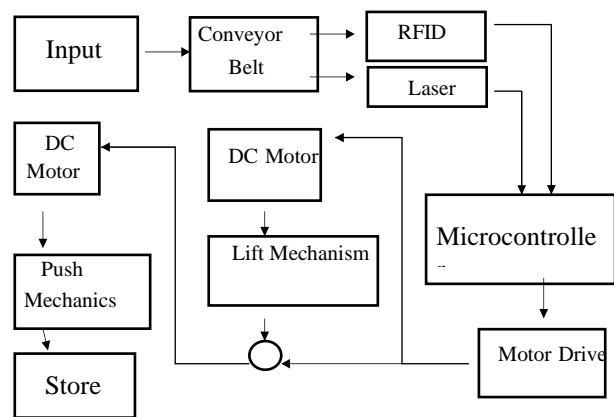 Input
Conveyor
Belt
RFID
Laser
DC
Motor
DC Motor
Microcontrolle
Lift Mechanism
Push
Mechanics
Motor Drive
Store